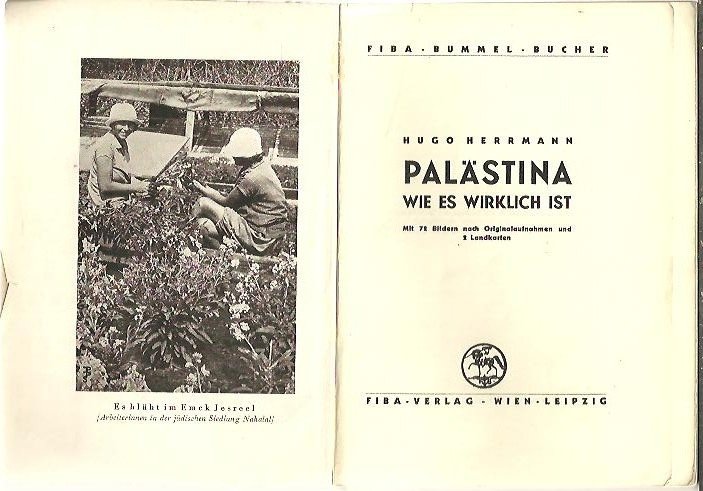 Es blüht im Emek Jesreel
(Arbeiterinnen in der jüdischen Siedlung Nahalal)
FIBA - BUMMEL - BÜCHER
HUGO HERRMANN
PALÄSTINA
WIE ES WIRKLICH IST
Mit 72 Bildern nach Originalaufnahmen und
2 Landkarten
FIBA-VERLAG - WIEN-LEIPZIG